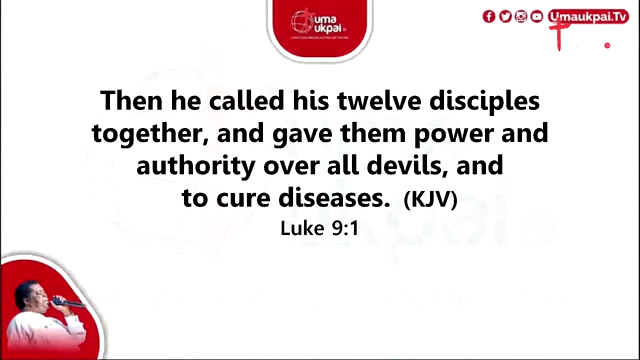 uma
ukpai
Umaukpai.Tv
Then he called his twelve disciples
together, and gave them power and
authority over all devils, and
to cure diseases. (KJV)
Luke 9:1